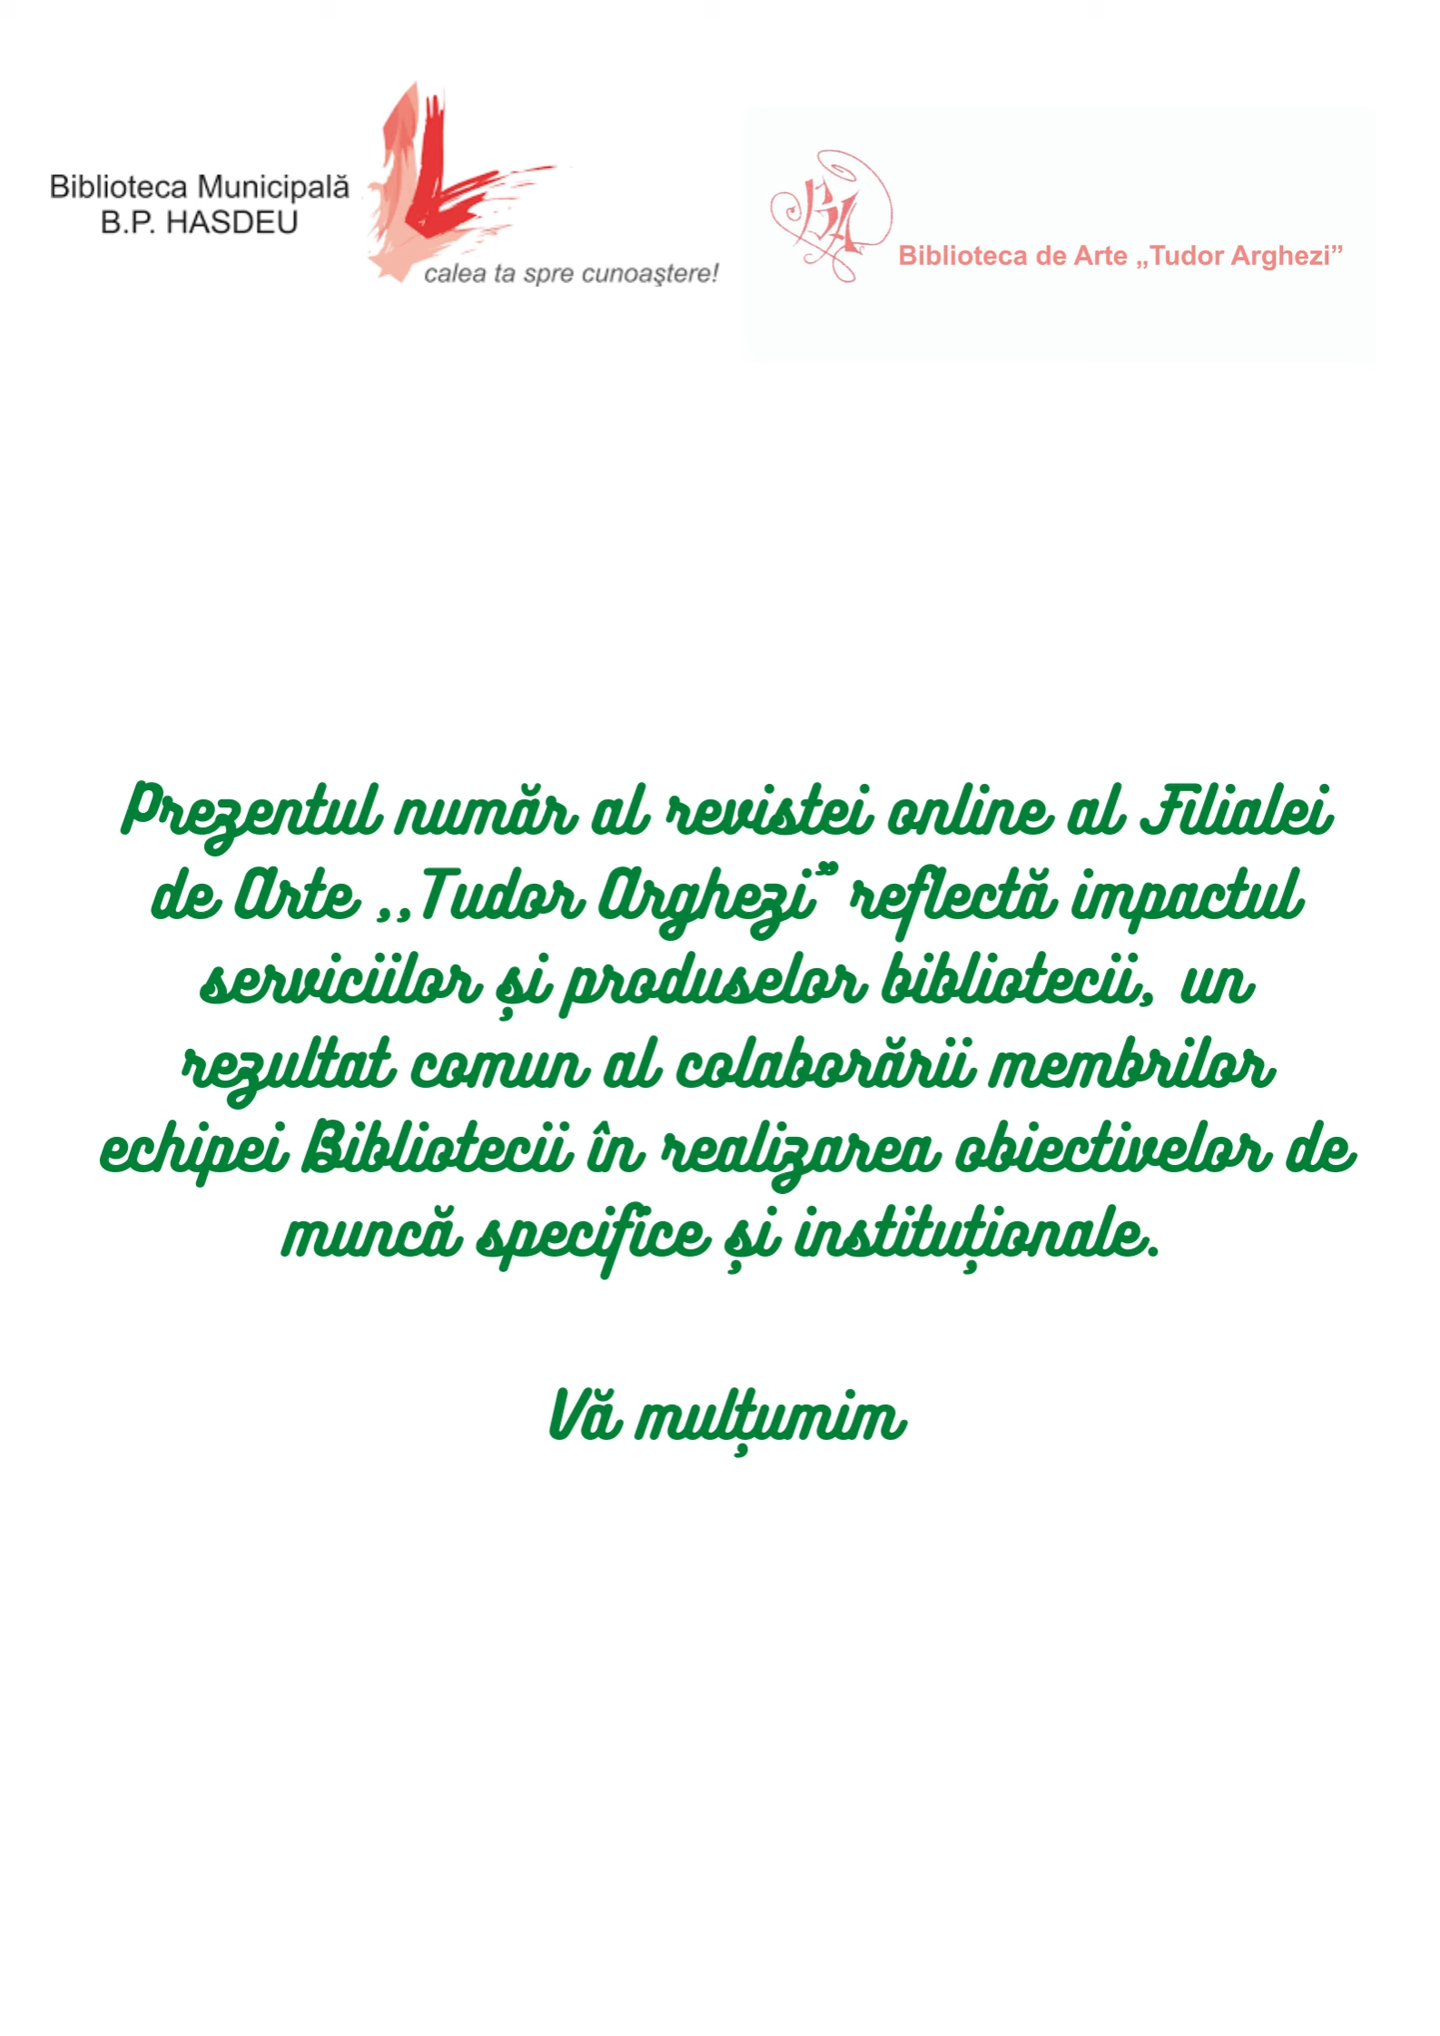 Biblioteca Municipală
B.P. HASDEU
calea ta spre cunoaştere!
Biblioteca de Arte „Tudor Arghezi”
Prezentul număr al revistei online al Filialei
de Arte ,,Tudor Arghezi” reflectă impactul
serviciilor și produselor bibliotecii, un
rezultat comun al colaborării membrilor
echipei Bibliotecii în realizarea obiectivelor de
muncă specifice și instituționale.
Vă mulțumim